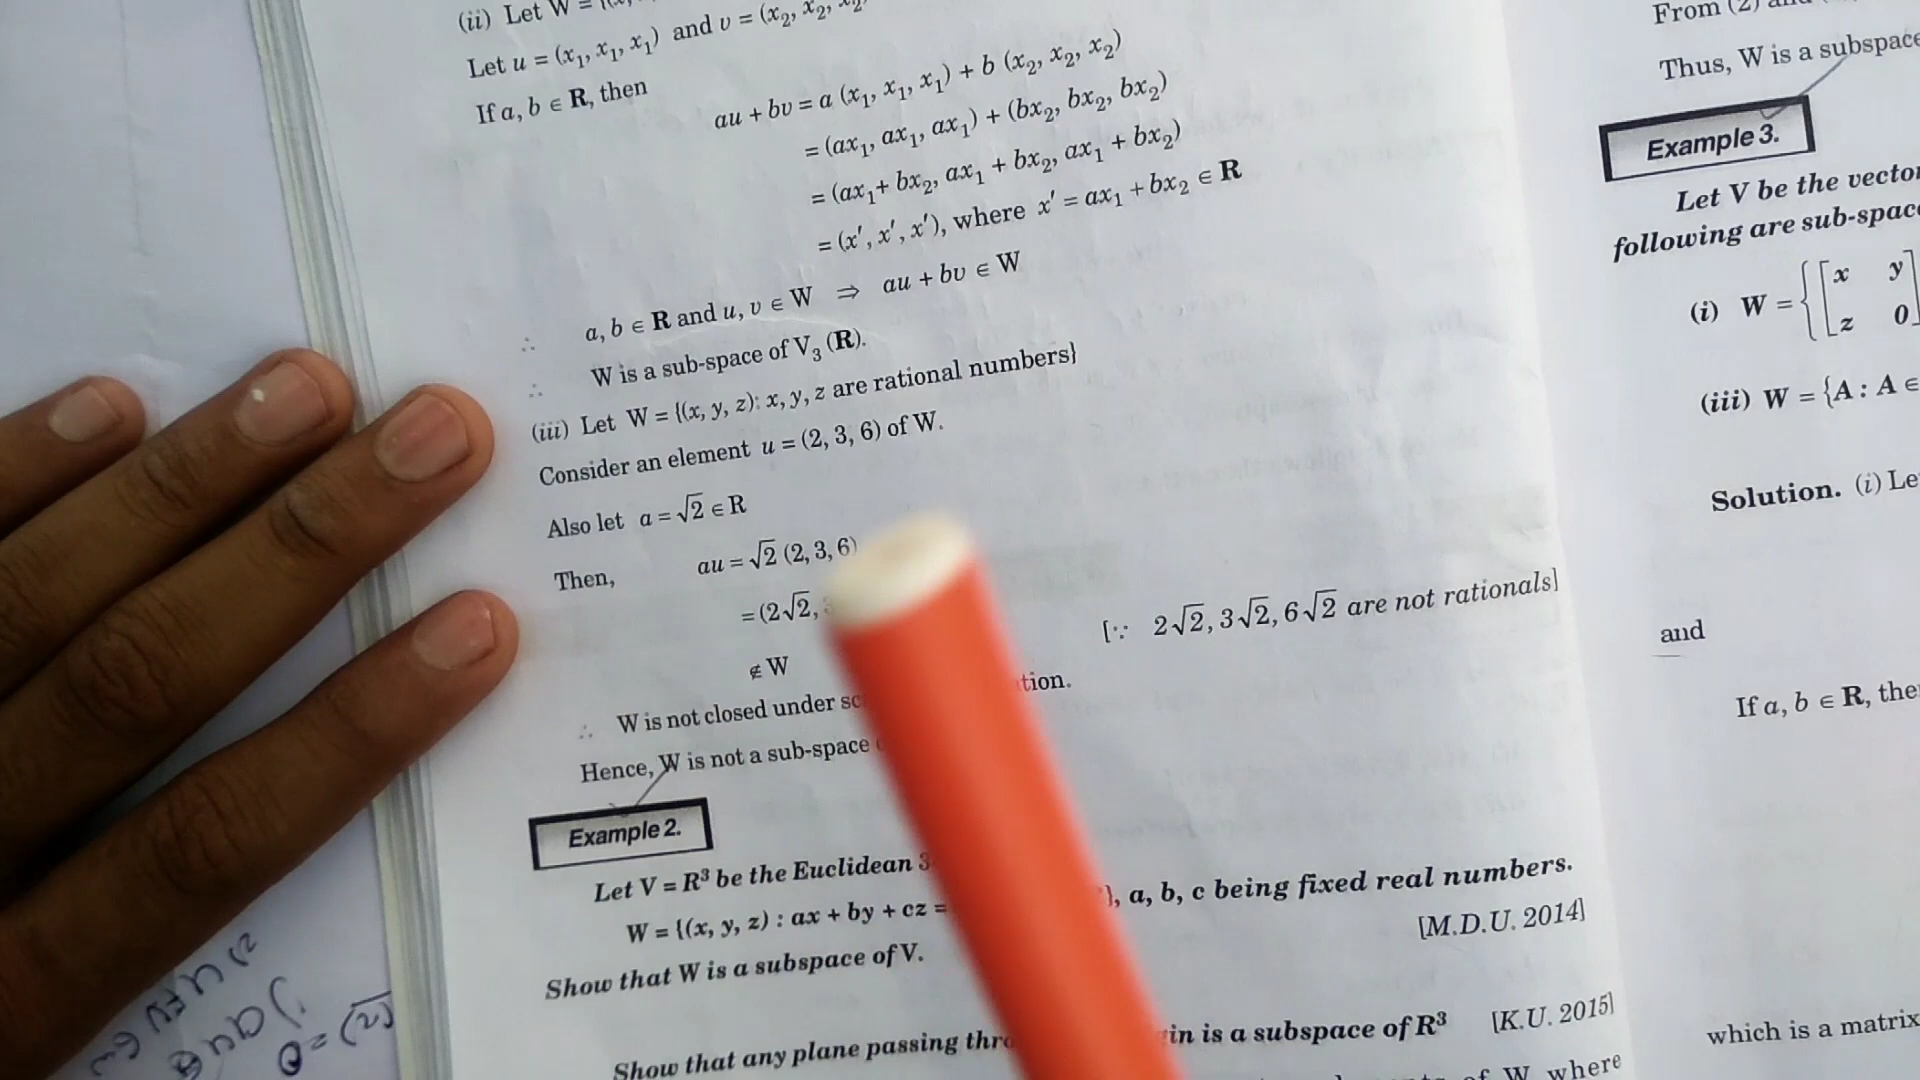 (ii) Let W =
Let u = (x₁, x₁, x₁) and v = (x₂, x₂, x₂
If a, b ∈ R, then
au + bv = a (x₁, x₁, x₁) + b (x₂, x₂, x₂)
= (ax₁, ax₁, ax₁) + (bx₂, bx₂, bx₂)
= (ax₁+ bx₂, ax₁ + bx₂, ax₁ + bx₂)
= (x′, x′, x′), where x′ = ax₁ + bx₂ ∈ R
∴ a, b ∈ R and u, v ∈ W ⇒ au + bv ∈ W
∴ W is a sub-space of V₃ (R).
(iii) Let W = {(x, y, z): x, y, z are rational numbers}
Consider an element u = (2, 3, 6) of W.
Also let a = √2 ∈ R
Then, au = √2 (2, 3, 6)
= (2√2, [∵ 2√2, 3√2, 6√2 are not rationals]
∉ W
∴ W is not closed under sc tion.
Hence, W is not a sub-space
Example 2.
Let V = R³ be the Euclidean 3
W = {(x, y, z) : ax + by + cz = }, a, b, c being fixed real numbers.
Show that W is a subspace of V. [M.D.U. 2014]
Show that any plane passing in is a subspace of R³ [K.U. 2015]
of W where
From (2)
Thus, W is a subspace
Example 3.
Let V be the vector
following are sub-spac
(i) W = {[x y
z 0]
(iii) W = {A : A ∈
Solution. (i) Le
and
If a, b ∈ R, the
which is a matrix